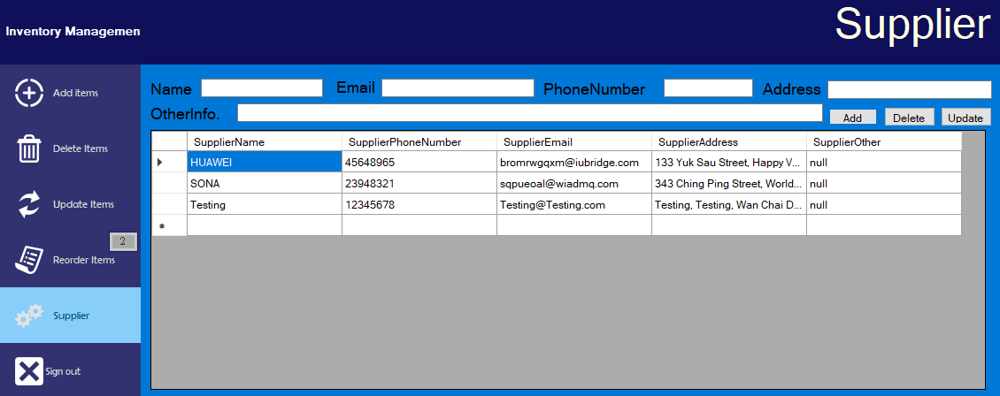 Supplier
Inventory Managemen
Add items
Delete Items
Update Items
2
Reorder Items
Supplier
Sign out
Name Email PhoneNumber Address
OtherInfo. Add Delete Update
SupplierName SupplierPhoneNumber SupplierEmail SupplierAddress SupplierOther
HUAWEI 45648965 bromrwgqxm@iubridge.com 133 Yuk Sau Street, Happy V... null
SONA 23948321 sqpueoal@wiadmq.com 343 Ching Ping Street, World... null
Testing 12345678 Testing@Testing.com Testing, Testing, Wan Chai D... null
*